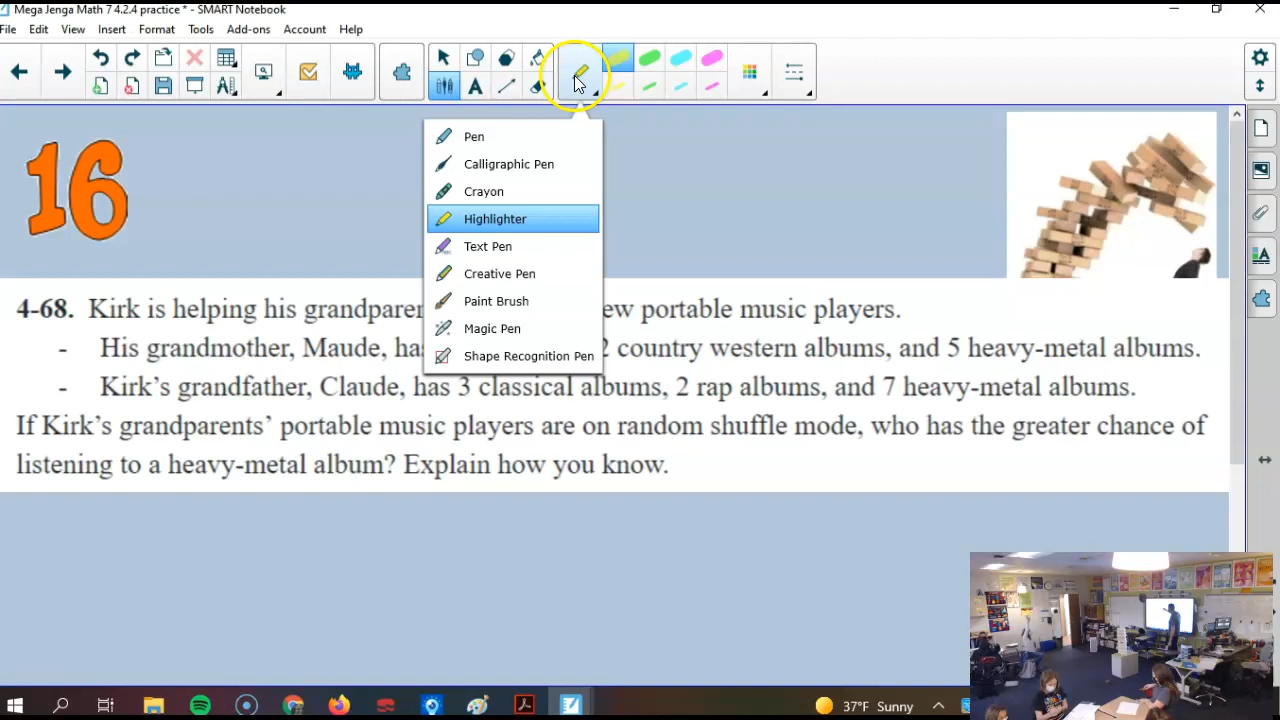 Mega Jenga Math 7 4.2.4 practice * - SMART Notebook
File Edit View Insert Format Tools Add-ons Account Help
Pen
Calligraphic Pen
Crayon
Highlighter
Text Pen
Creative Pen
Paint Brush
Magic Pen
Shape Recognition Pen
16
4-68. Kirk is helping his grandparen ew portable music players.
- His grandmother, Maude, has 2 country western albums, and 5 heavy-metal albums.
- Kirk's grandfather, Claude, has 3 classical albums, 2 rap albums, and 7 heavy-metal albums.
If Kirk's grandparents' portable music players are on random shuffle mode, who has the greater chance of
listening to a heavy-metal album? Explain how you know.
37°F Sunny